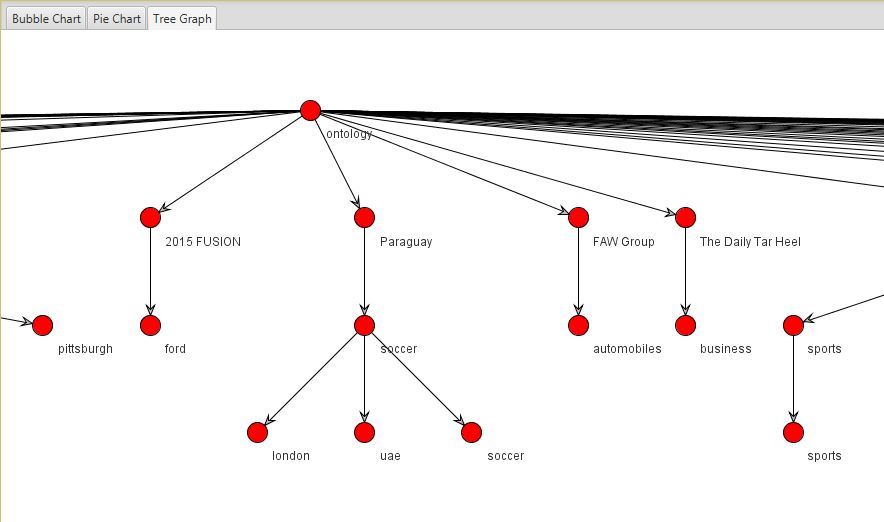 Bubble Chart Pie Chart Tree Graph
ontology
2015 FUSION Paraguay FAW Group The Daily Tar Heel
pittsburgh ford soccer automobiles business sports
london uae soccer sports